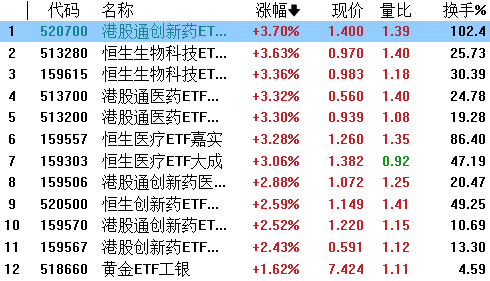 代码 名称 涨幅 现价 量比 换手%
1 520700 港股通创新药ET... +3.70% 1.400 1.39 102.4
2 513280 恒生生物科技ET... +3.63% 0.970 1.40 25.73
3 159615 恒生生物科技ET... +3.36% 0.983 1.18 30.39
4 513700 港股通医药ETF... +3.32% 0.560 1.40 24.78
5 513200 港股通医疗ETF... +3.30% 0.939 1.08 19.28
6 159557 恒生医疗ETF嘉实 +3.28% 1.260 1.35 86.40
7 159303 恒生医疗ETF大成 +3.06% 1.382 0.92 47.19
8 159506 港股通创新药医... +2.88% 1.072 1.25 20.47
9 520500 恒生创新药ETF... +2.59% 1.149 1.41 49.25
10 159570 港股通创新药ET... +2.52% 1.220 1.15 10.69
11 159567 港股创新药ETF... +2.43% 0.591 1.12 13.30
12 518660 黄金ETF工银 +1.62% 7.424 1.11 4.59